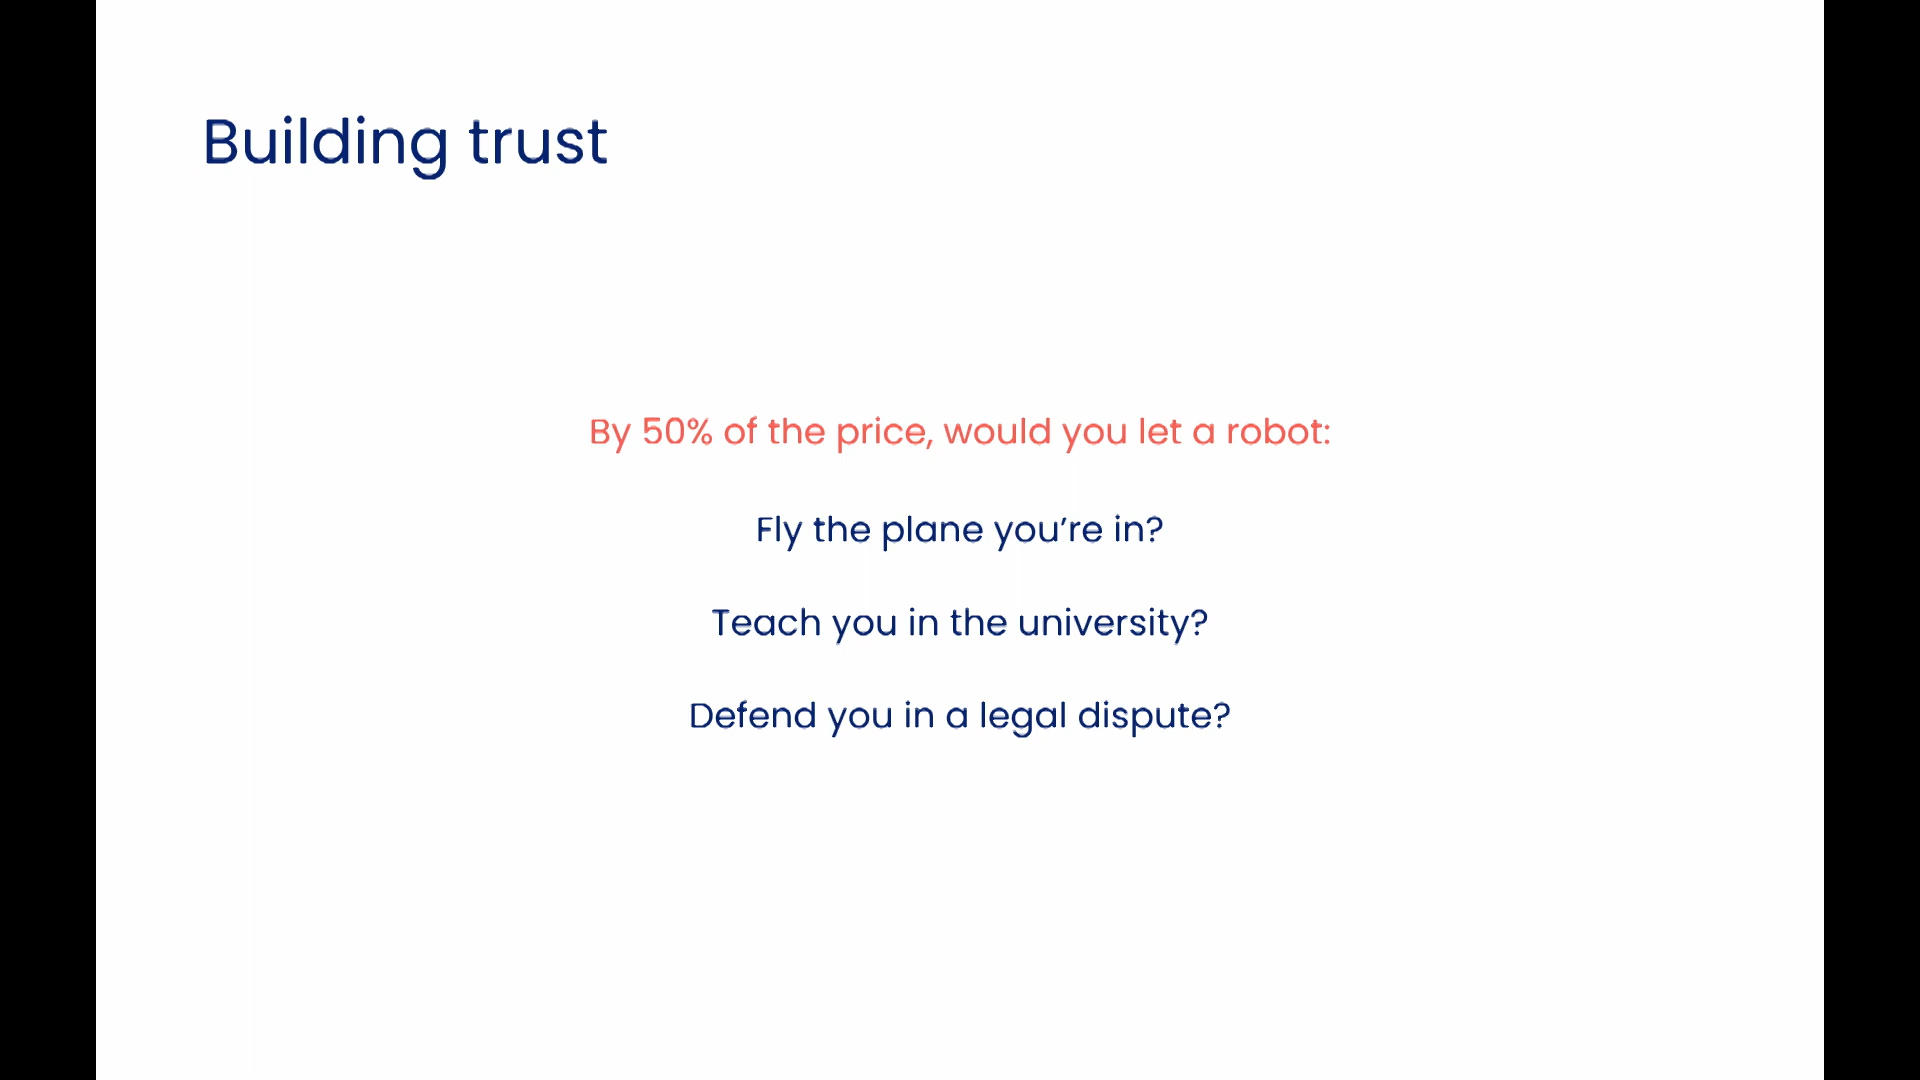 Building trust
By 50% of the price, would you let a robot:
Fly the plane you’re in?
Teach you in the university?
Defend you in a legal dispute?